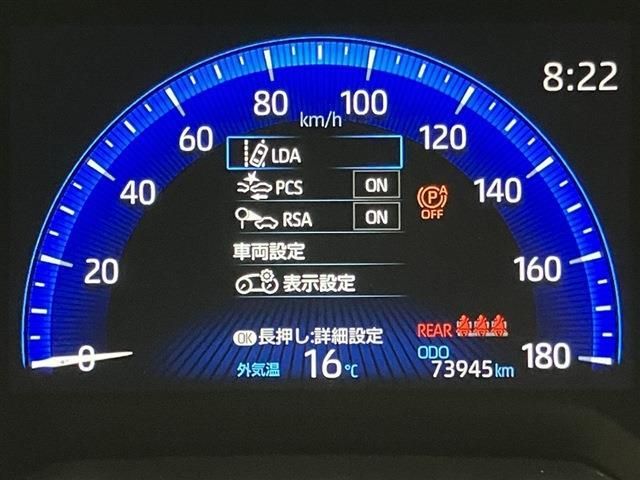 8:22
0 20 40 60 80 100 120 140 160 180
km/h
LDA
PCS ON
RSA ON
車両設定
表示設定
P A
OFF
OK 長押し:詳細設定
REAR
外気温 16℃
ODO
73945km